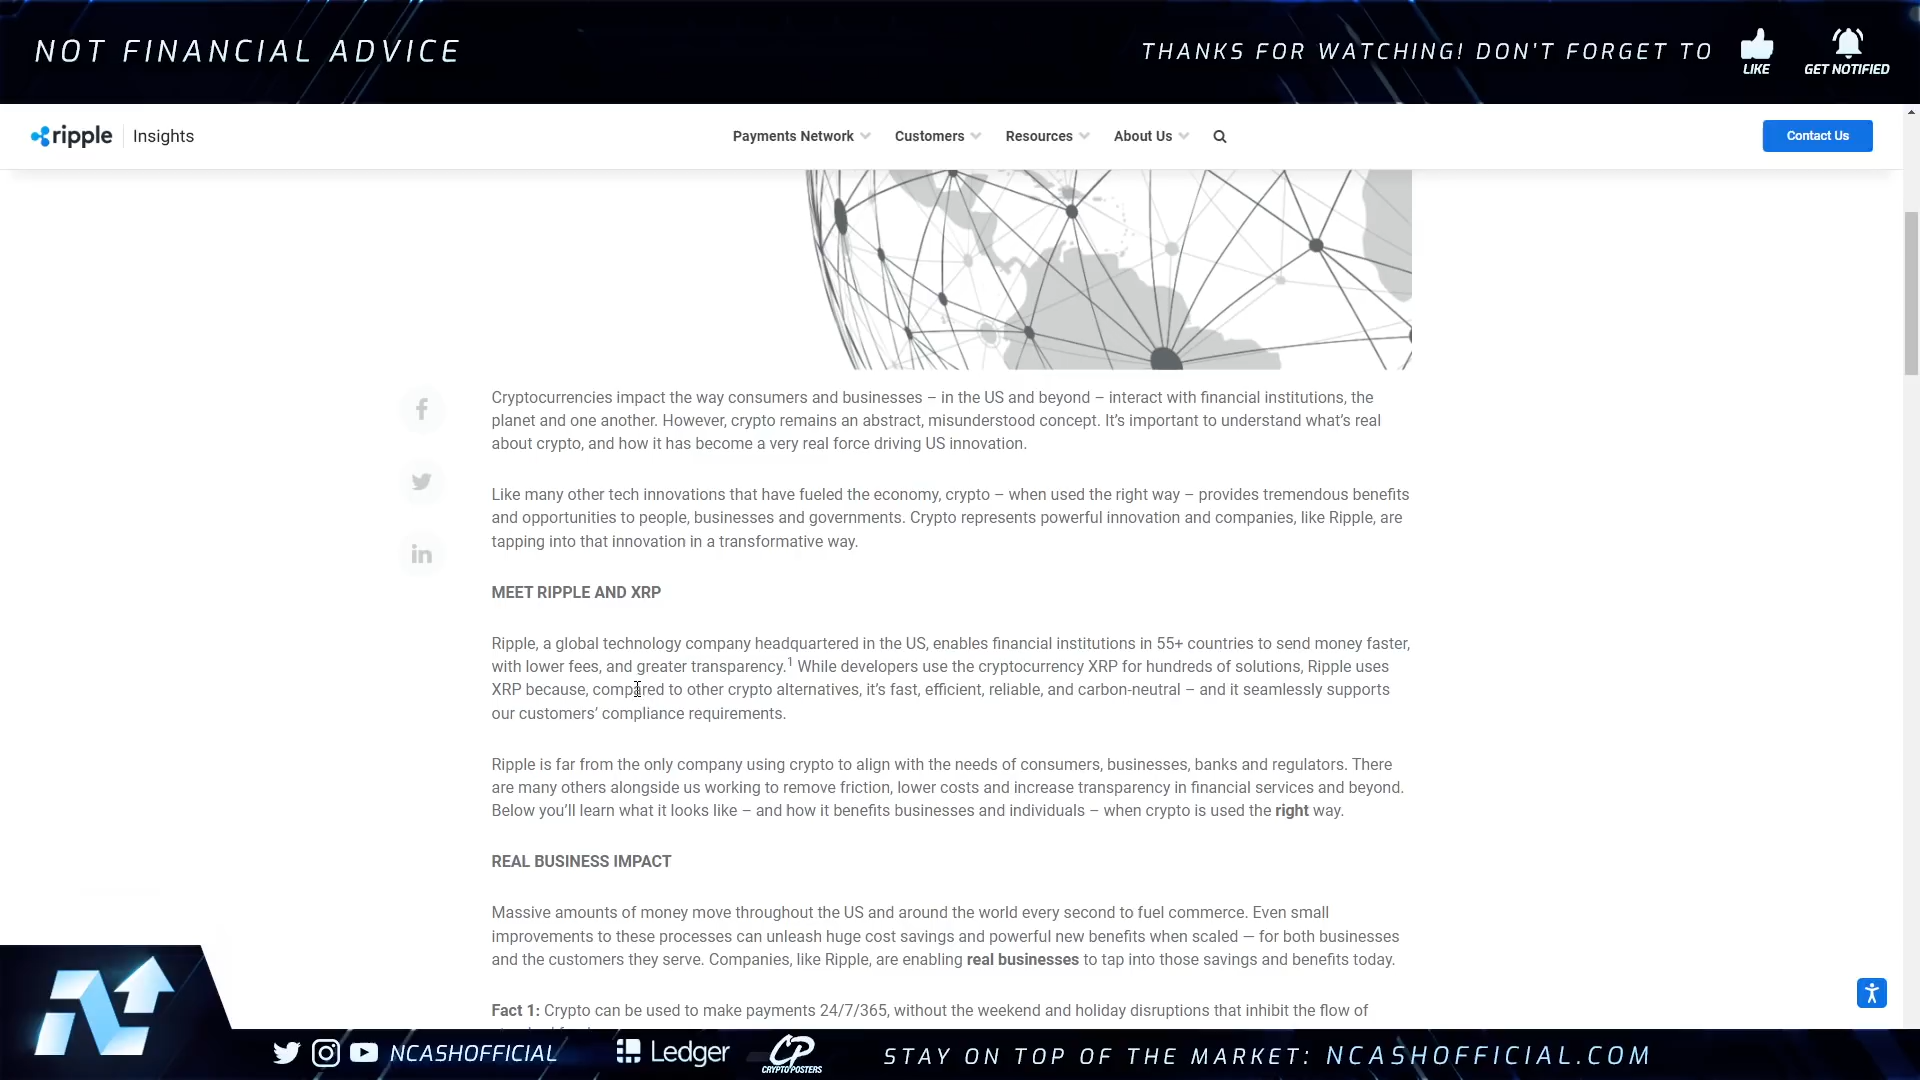 NOT FINANCIAL ADVICE
THANKS FOR WATCHING! DON'T FORGET TO
LIKE
GET NOTIFIED
ripple Insights
Payments Network
Customers
Resources
About Us
Contact Us
Cryptocurrencies impact the way consumers and businesses – in the US and beyond – interact with financial institutions, the
planet and one another. However, crypto remains an abstract, misunderstood concept. It's important to understand what's real
about crypto, and how it has become a very real force driving US innovation.
Like many other tech innovations that have fueled the economy, crypto – when used the right way – provides tremendous benefits
and opportunities to people, businesses and governments. Crypto represents powerful innovation and companies, like Ripple, are
tapping into that innovation in a transformative way.
MEET RIPPLE AND XRP
Ripple, a global technology company headquartered in the US, enables financial institutions in 55+ countries to send money faster,
with lower fees, and greater transparency.1 While developers use the cryptocurrency XRP for hundreds of solutions, Ripple uses
XRP because, compared to other crypto alternatives, it's fast, efficient, reliable, and carbon-neutral – and it seamlessly supports
our customers' compliance requirements.
Ripple is far from the only company using crypto to align with the needs of consumers, businesses, banks and regulators. There
are many others alongside us working to remove friction, lower costs and increase transparency in financial services and beyond.
Below you'll learn what it looks like – and how it benefits businesses and individuals – when crypto is used the right way.
REAL BUSINESS IMPACT
Massive amounts of money move throughout the US and around the world every second to fuel commerce. Even small
improvements to these processes can unleash huge cost savings and powerful new benefits when scaled — for both businesses
and the customers they serve. Companies, like Ripple, are enabling real businesses to tap into those savings and benefits today.
Fact 1: Crypto can be used to make payments 24/7/365, without the weekend and holiday disruptions that inhibit the flow of
NCASHOFFICIAL
Ledger
CP
CRYPTOPOSTERS
STAY ON TOP OF THE MARKET: NCASHOFFICIAL.COM